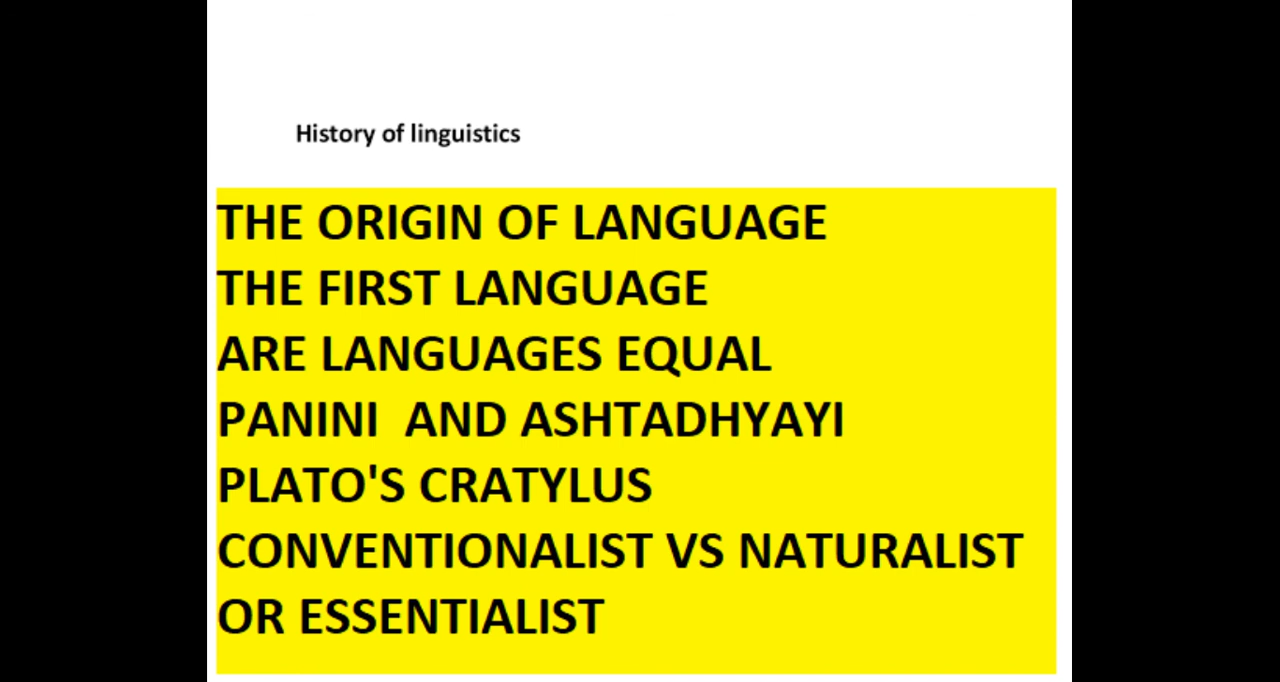 History of linguistics
THE ORIGIN OF LANGUAGE
THE FIRST LANGUAGE
ARE LANGUAGES EQUAL
PANINI  AND ASHTADHYAYI
PLATO'S CRATYLUS
CONVENTIONALIST VS NATURALIST
OR ESSENTIALIST